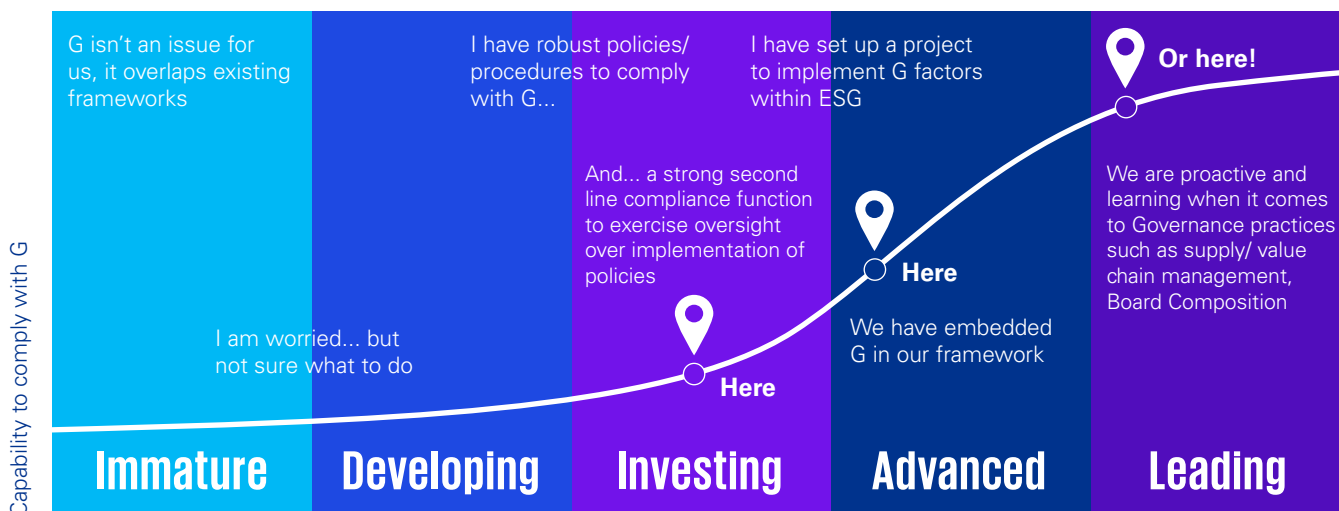 G isn't an issue for
us, it overlaps existing
frameworks
I am worried... but
not sure what to do
I have robust policies/
procedures to comply
with G...
And... a strong second
line compliance function
to exercise oversight
over implementation of
policies
Here
I have set up a project
to implement G factors
within ESG
Here
We have embedded
G in our framework
Or here!
We are proactive and
learning when it comes
to Governance practices
such as supply/ value
chain management,
Board Composition
Capability to comply with G
Immature
Developing
Investing
Advanced
Leading